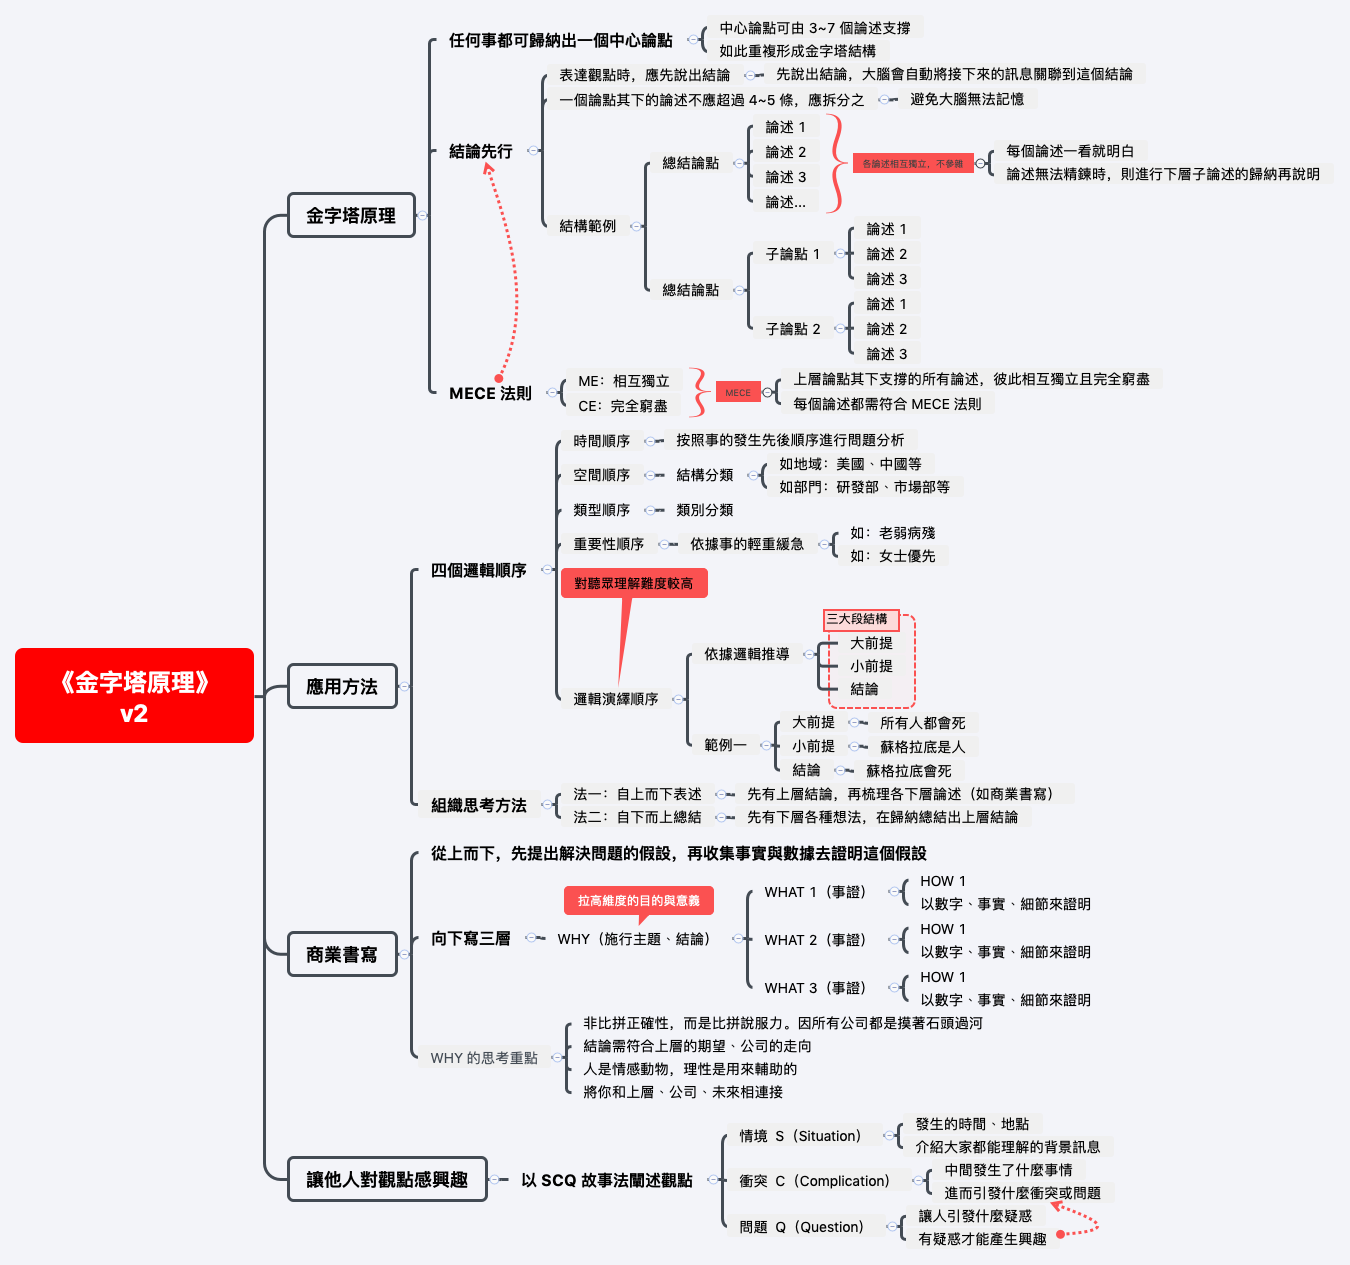 《金字塔原理》
v2
金字塔原理
任何事都可歸納出一個中心論點
中心論點可由 3~7 個論述支撐
如此重複形成金字塔結構
結論先行
表達觀點時，應先說出結論
先說出結論，大腦會自動將接下來的訊息關聯到這個結論
一個論點其下的論述不應超過 4~5 條，應拆分之
避免大腦無法記憶
結構範例
總結論點
論述 1
論述 2
論述 3
論述...
各論述相互獨立，不參雜
每個論述一看就明白
論述無法精鍊時，則進行下層子論述的歸納再說明
總結論點
子論點 1
論述 1
論述 2
論述 3
子論點 2
論述 1
論述 2
論述 3
MECE 法則
ME：相互獨立
CE：完全窮盡
MECE
上層論點其下支撐的所有論述，彼此相互獨立且完全窮盡
每個論述都需符合 MECE 法則
應用方法
四個邏輯順序
時間順序
按照事的發生先後順序進行問題分析
空間順序
結構分類
如地域：美國、中國等
如部門：研發部、市場部等
類型順序
類別分類
重要性順序
依據事的輕重緩急
如：老弱病殘
如：女士優先
對聽眾理解難度較高
邏輯演繹順序
依據邏輯推導
三大段結構
大前提
小前提
結論
範例一
大前提
所有人都會死
小前提
蘇格拉底是人
結論
蘇格拉底會死
組織思考方法
法一：自上而下表述
先有上層結論，再梳理各下層論述（如商業書寫）
法二：自下而上總結
先有下層各種想法，在歸納總結出上層結論
商業書寫
從上而下，先提出解決問題的假設，再收集事實與數據去證明這個假設
向下寫三層
拉高維度的目的與意義
WHY（施行主題、結論）
WHAT 1（事證）
HOW 1
以數字、事實、細節來證明
WHAT 2（事證）
HOW 1
以數字、事實、細節來證明
WHAT 3（事證）
HOW 1
以數字、事實、細節來證明
WHY 的思考重點
非比拼正確性，而是比拼說服力。因所有公司都是摸著石頭過河
結論需符合上層的期望、公司的走向
人是情感動物，理性是用來輔助的
將你和上層、公司、未來相連接
讓他人對觀點感興趣
以 SCQ 故事法闡述觀點
情境 S（Situation）
發生的時間、地點
介紹大家都能理解的背景訊息
衝突 C（Complication）
中間發生了什麼事情
進而引發什麼衝突或問題
問題 Q（Question）
讓人引發什麼疑惑
有疑惑才能產生興趣